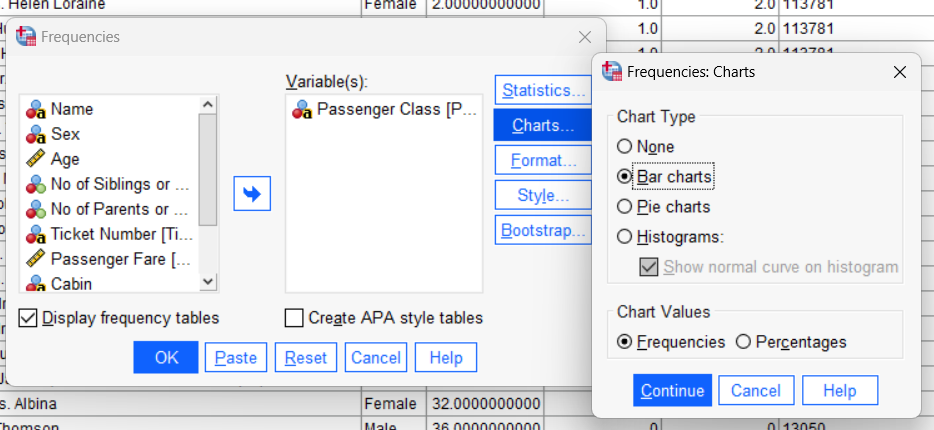 . Helen Loraine Female 2.00000000000 1.0 2.0 113781
Frequencies
1.0 2.0 113781
2.0 113781
Frequencies: Charts
Variable(s):
Name
Sex
Age
No of Siblings or ...
No of Parents or ...
Ticket Number [Ti...
Passenger Fare [...
Cabin
Passenger Class [P...
Statistics...
Charts...
Format...
Style...
Bootstrap...
Display frequency tables
Create APA style tables
OK Paste Reset Cancel Help
Chart Type
None
Bar charts
Pie charts
Histograms:
Show normal curve on histogram
Chart Values
Frequencies Percentages
Continue Cancel Help
s. Albina Female 32.0000000000
Thomson Male 36.0000000000 0 0 13050